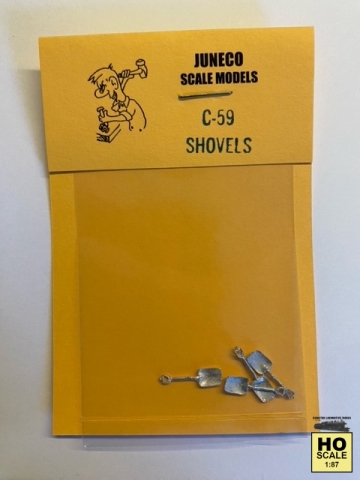 JUNECO
SCALE MODELS
C-59
SHOVELS
HO
SCALE
1:87